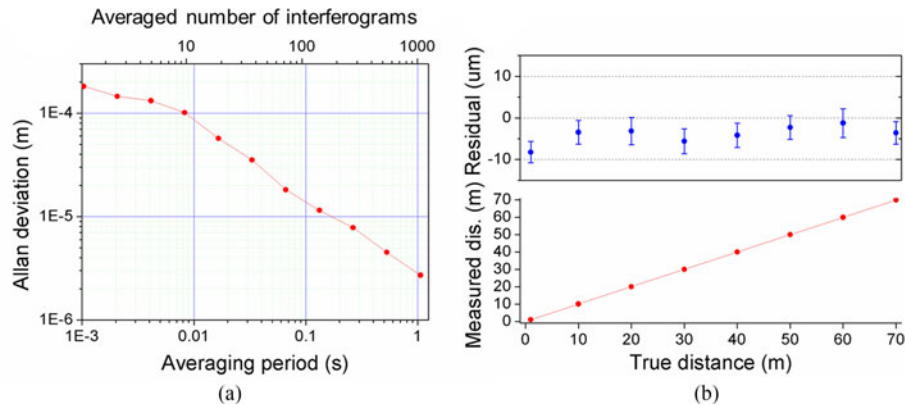 Averaged number of interferograms
1
10
100
1000
Allan deviation (m)
1E-4
1E-5
1E-6
1E-3
0.01
0.1
1
Averaging period (s)
(a)
Residual (um)
10
0
-10
Measured dis. (m)
70
60
50
40
30
20
10
0
0
10
20
30
40
50
60
70
True distance (m)
(b)